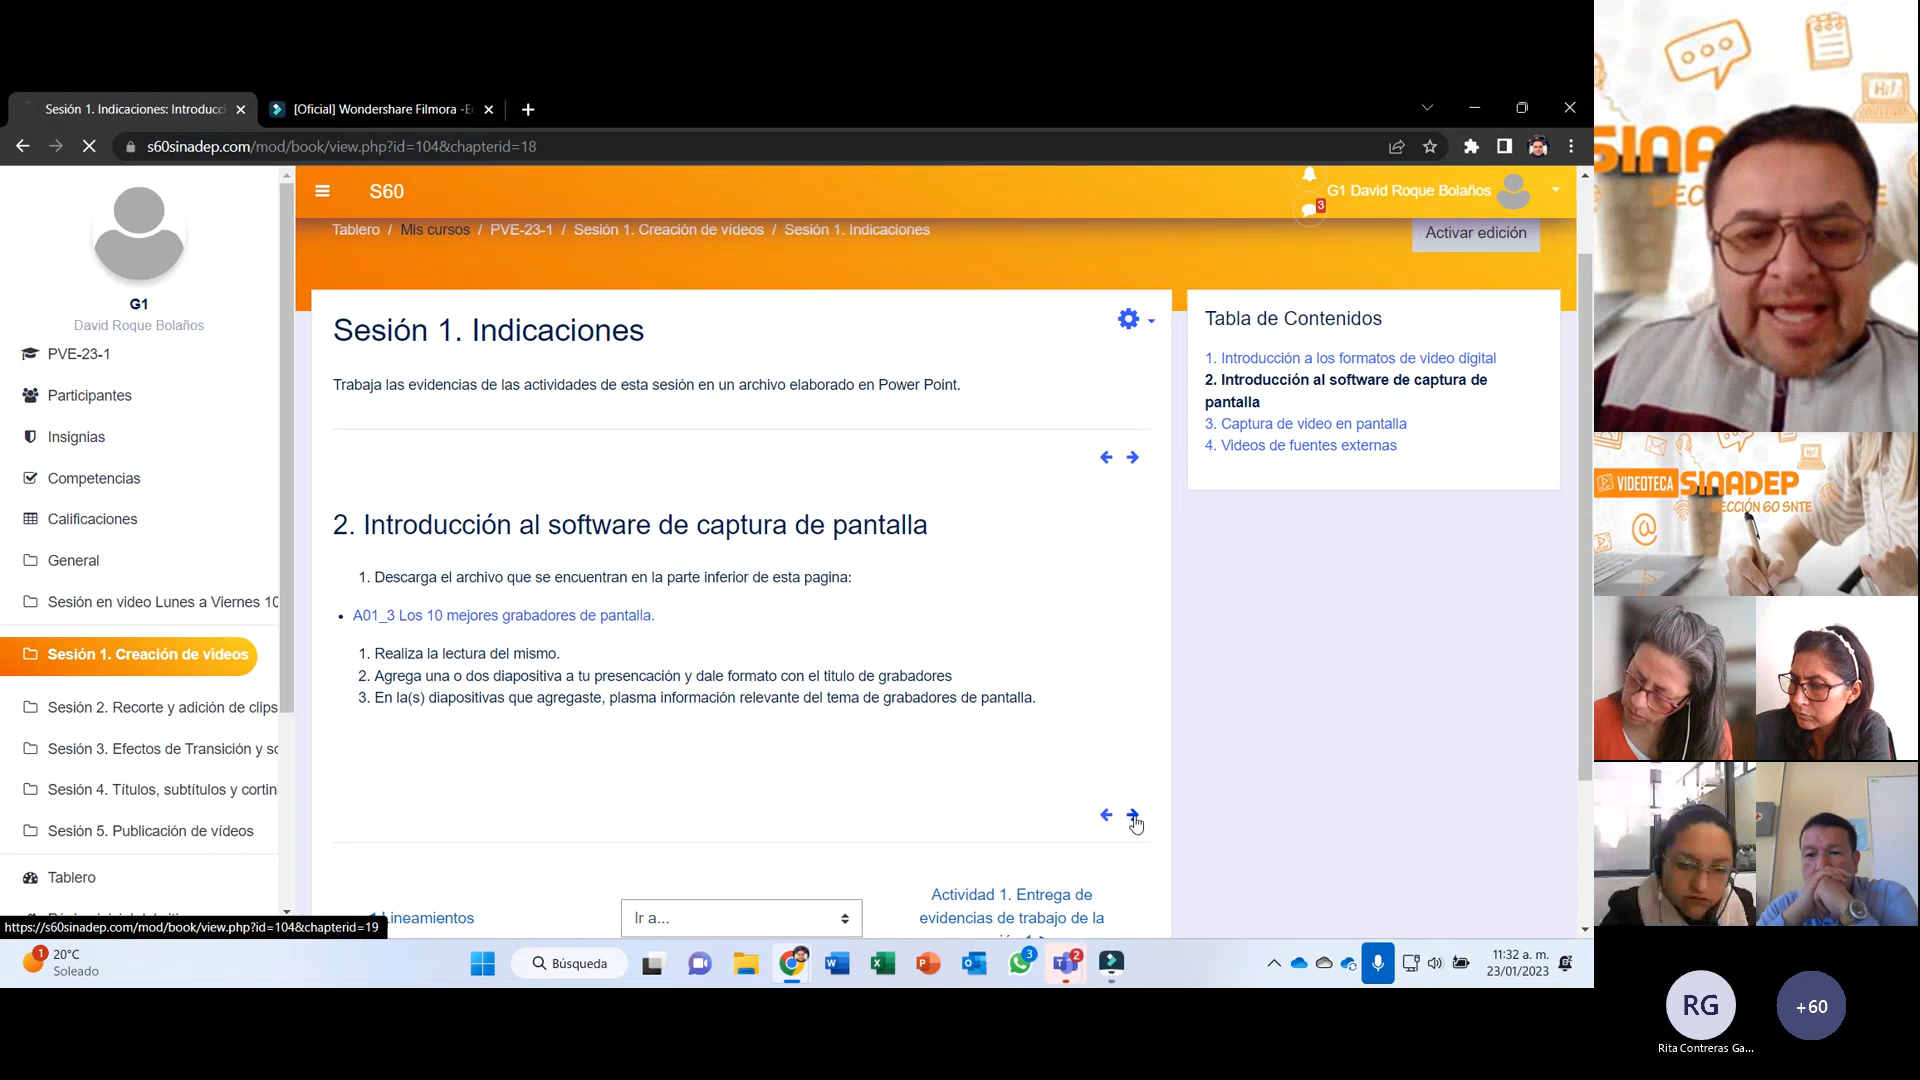 Sesión 1. Indicaciones: Introducc
[Oficial] Wondershare Filmora -E
s60sinadep.com/mod/book/view.php?id=104&chapterid=18
S60
3
G1 David Roque Bolaños
Tablero / Mis cursos / PVE-23-1 / Sesión 1. Creación de vídeos / Sesión 1. Indicaciones
Activar edición
G1
David Roque Bolaños
PVE-23-1
Participantes
Insignias
Competencias
Calificaciones
General
Sesión en video Lunes a Viernes 10
Sesión 1. Creación de vídeos
Sesión 2. Recorte y adición de clips
Sesión 3. Efectos de Transición y so
Sesión 4. Títulos, subtítulos y cortin
Sesión 5. Publicación de vídeos
Tablero
Sesión 1. Indicaciones
Trabaja las evidencias de las actividades de esta sesión en un archivo elaborado en Power Point.
2. Introducción al software de captura de pantalla
1. Descarga el archivo que se encuentran en la parte inferior de esta pagina:
• A01_3 Los 10 mejores grabadores de pantalla.
1. Realiza la lectura del mismo.
2. Agrega una o dos diapositiva a tu presencación y dale formato con el titulo de grabadores
3. En la(s) diapositivas que agregaste, plasma información relevante del tema de grabadores de pantalla.
Lineamientos
Ir a...
Actividad 1. Entrega de
evidencias de trabajo de la
Tabla de Contenidos
1. Introducción a los formatos de video digital
2. Introducción al software de captura de
pantalla
3. Captura de video en pantalla
4. Videos de fuentes externas
https://s60sinadep.com/mod/book/view.php?id=104&chapterid=19
1
20°C
Soleado
Búsqueda
3
2
11:32 a. m.
23/01/2023
SINA
SEC
Hi!
VIDEOTECA SINADEP
SECCIÓN 60 SNTE
RG
+60
Rita Contreras Ga...